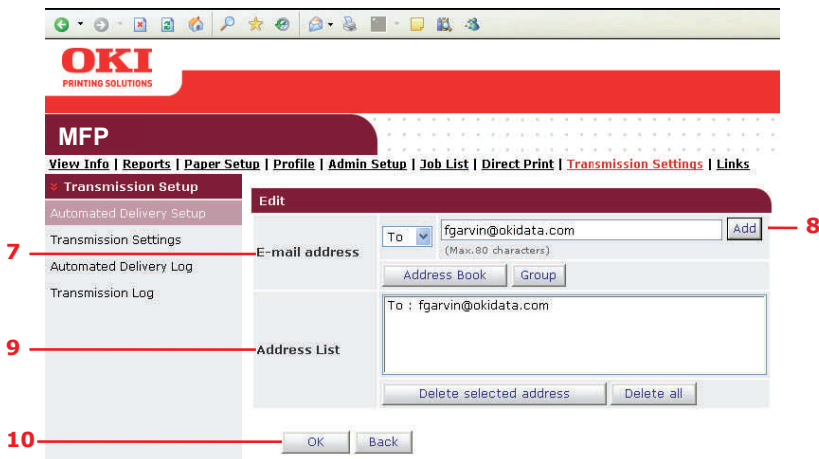 OKI
PRINTING SOLUTIONS
MFP
View Info | Reports | Paper Setup | Profile | Admin Setup | Job List | Direct Print | Transmission Settings | Links
Transmission Setup
Automated Delivery Setup
Transmission Settings
Automated Delivery Log
Transmission Log
Edit
7
E-mail address
To
fgarvin@okidata.com
Add
8
(Max.80 characters)
Address Book
Group
9
Address List
To : fgarvin@okidata.com
Delete selected address
Delete all
10
OK
Back